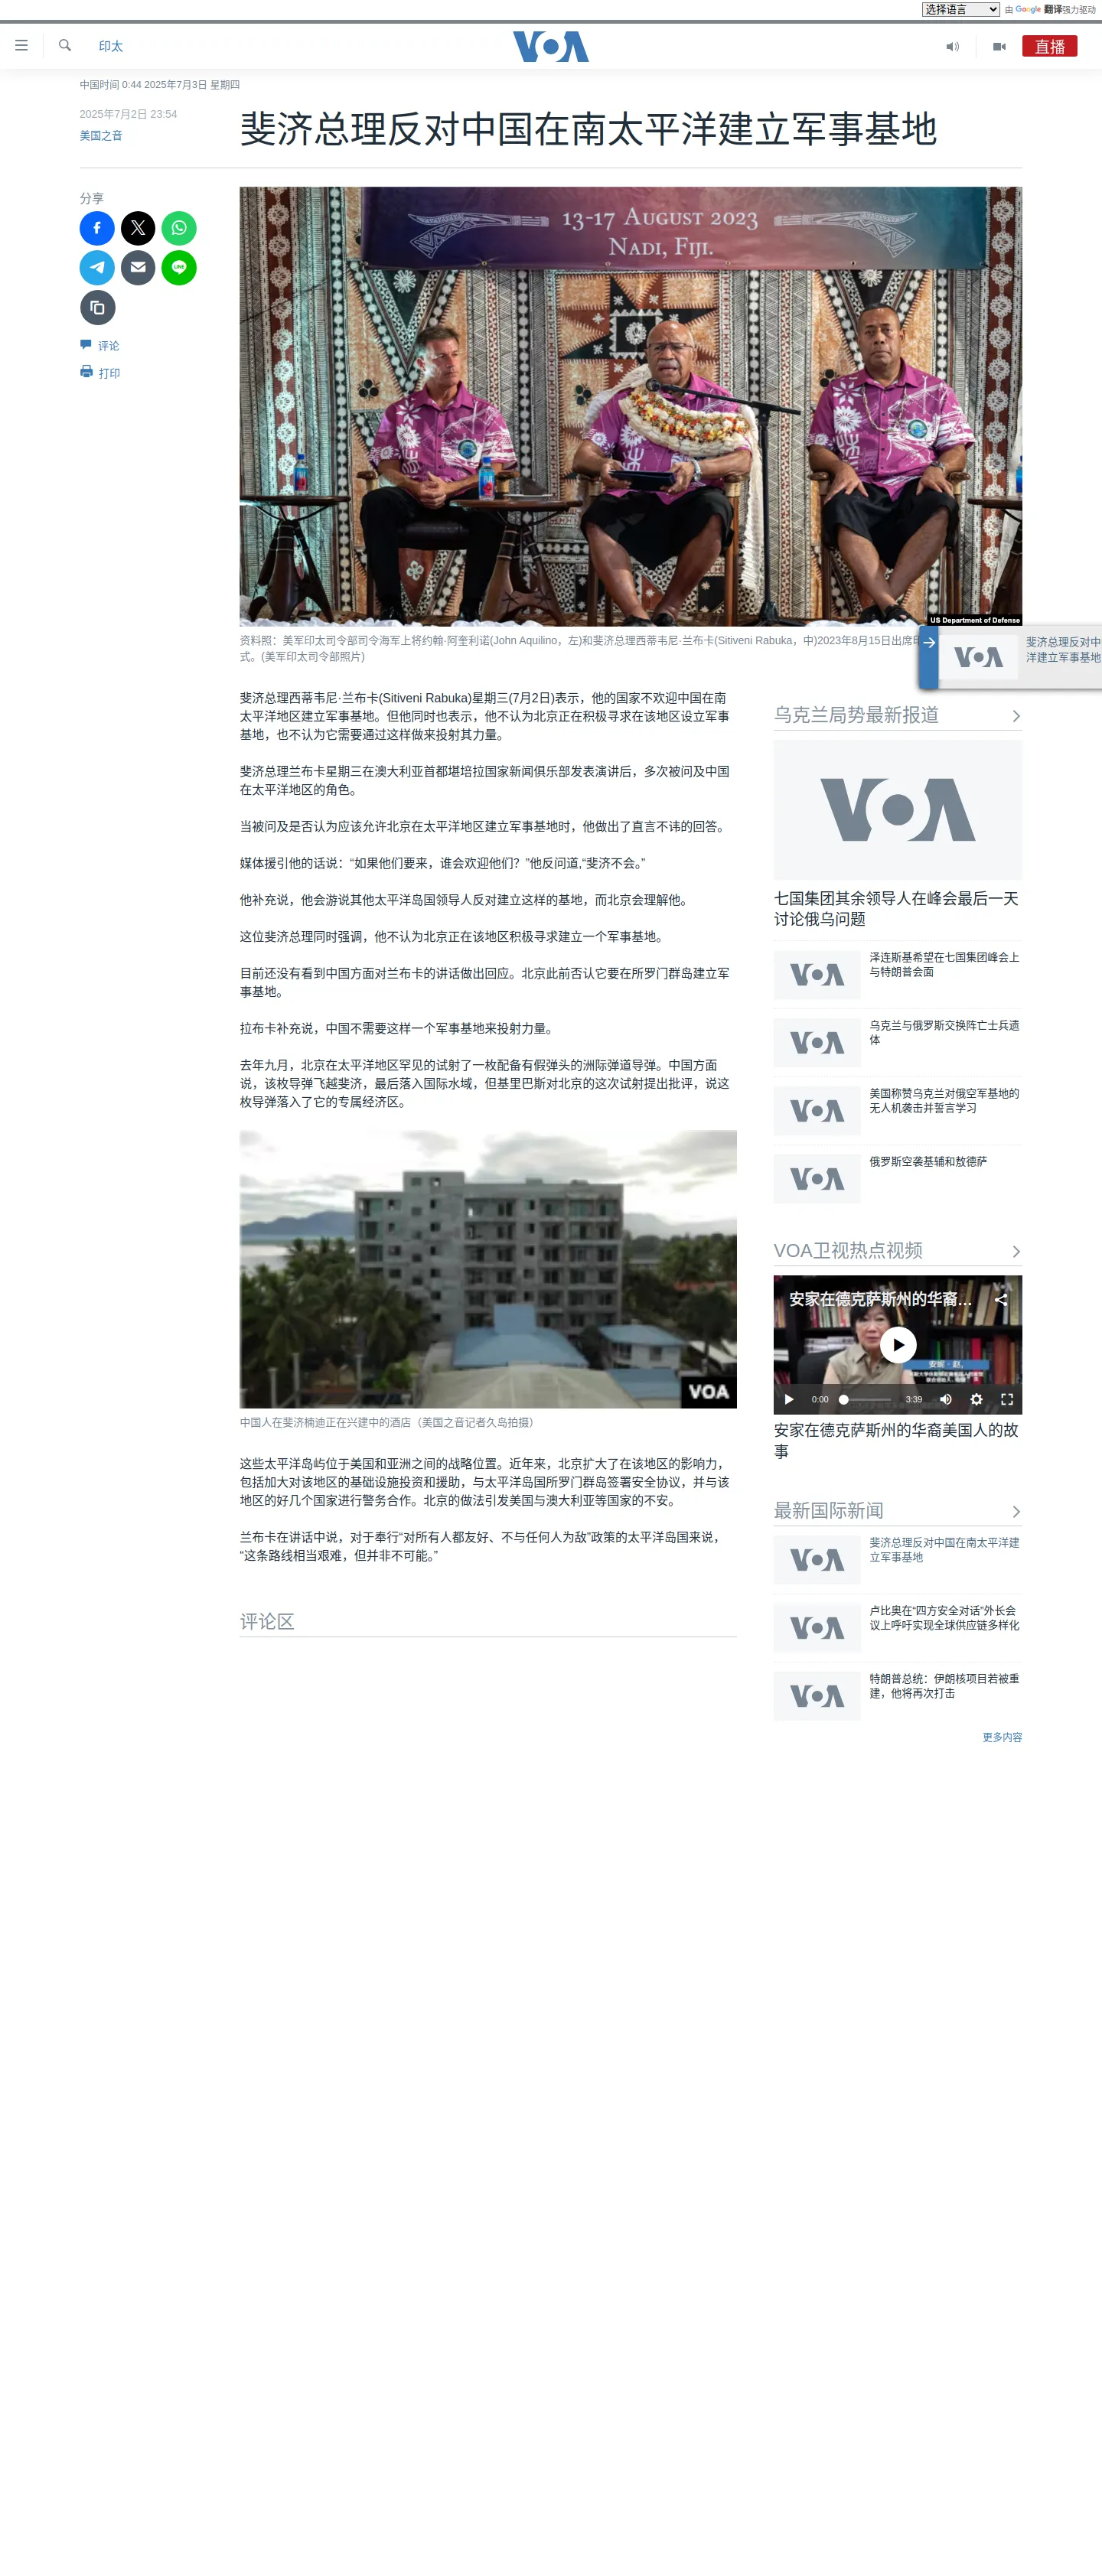 选择语言
由 Google 翻译强力驱动
印太
VOA
直播
中国时间 0:44 2025年7月3日 星期四
2025年7月2日 23:54
美国之音
斐济总理反对中国在南太平洋建立军事基地
分享
评论
打印
13-17 August 2023
Nadi, Fiji.
US Department of Defense
资料照：美军印太司令部司令海军上将约翰·阿奎利诺(John Aquilino，左)和斐济总理西蒂韦尼·兰布卡(Sitiveni Rabuka，中)2023年8月15日出席
式。(美军印太司令部照片)
VOA
斐济总理反对中
洋建立军事基地
斐济总理西蒂韦尼·兰布卡(Sitiveni Rabuka)星期三(7月2日)表示，他的国家不欢迎中国在南
太平洋地区建立军事基地。但他同时也表示，他不认为北京正在积极寻求在该地区设立军事
基地，也不认为它需要通过这样做来投射其力量。
斐济总理兰布卡星期三在澳大利亚首都堪培拉国家新闻俱乐部发表演讲后，多次被问及中国
在太平洋地区的角色。
当被问及是否认为应该允许北京在太平洋地区建立军事基地时，他做出了直言不讳的回答。
媒体援引他的话说：“如果他们要来，谁会欢迎他们？”他反问道,“斐济不会。”
他补充说，他会游说其他太平洋岛国领导人反对建立这样的基地，而北京会理解他。
这位斐济总理同时强调，他不认为北京正在该地区积极寻求建立一个军事基地。
目前还没有看到中国方面对兰布卡的讲话做出回应。北京此前否认它要在所罗门群岛建立军
事基地。
拉布卡补充说，中国不需要这样一个军事基地来投射力量。
去年九月，北京在太平洋地区罕见的试射了一枚配备有假弹头的洲际弹道导弹。中国方面
说，该枚导弹飞越斐济，最后落入国际水域，但基里巴斯对北京的这次试射提出批评，说这
枚导弹落入了它的专属经济区。
VOA
中国人在斐济楠迪正在兴建中的酒店（美国之音记者久岛拍摄）
这些太平洋岛屿位于美国和亚洲之间的战略位置。近年来，北京扩大了在该地区的影响力，
包括加大对该地区的基础设施投资和援助，与太平洋岛国所罗门群岛签署安全协议，并与该
地区的好几个国家进行警务合作。北京的做法引发美国与澳大利亚等国家的不安。
兰布卡在讲话中说，对于奉行“对所有人都友好、不与任何人为敌”政策的太平洋岛国来说，
“这条路线相当艰难，但并非不可能。”
评论区
乌克兰局势最新报道
VOA
七国集团其余领导人在峰会最后一天
讨论俄乌问题
VOA
泽连斯基希望在七国集团峰会上
与特朗普会面
VOA
乌克兰与俄罗斯交换阵亡士兵遗
体
VOA
美国称赞乌克兰对俄空军基地的
无人机袭击并誓言学习
VOA
俄罗斯空袭基辅和敖德萨
VOA卫视热点视频
安家在德克萨斯州的华裔…
0:00
3:39
安家在德克萨斯州的华裔美国人的故
事
最新国际新闻
VOA
斐济总理反对中国在南太平洋建
立军事基地
VOA
卢比奥在“四方安全对话”外长会
议上呼吁实现全球供应链多样化
VOA
特朗普总统：伊朗核项目若被重
建，他将再次打击
更多内容